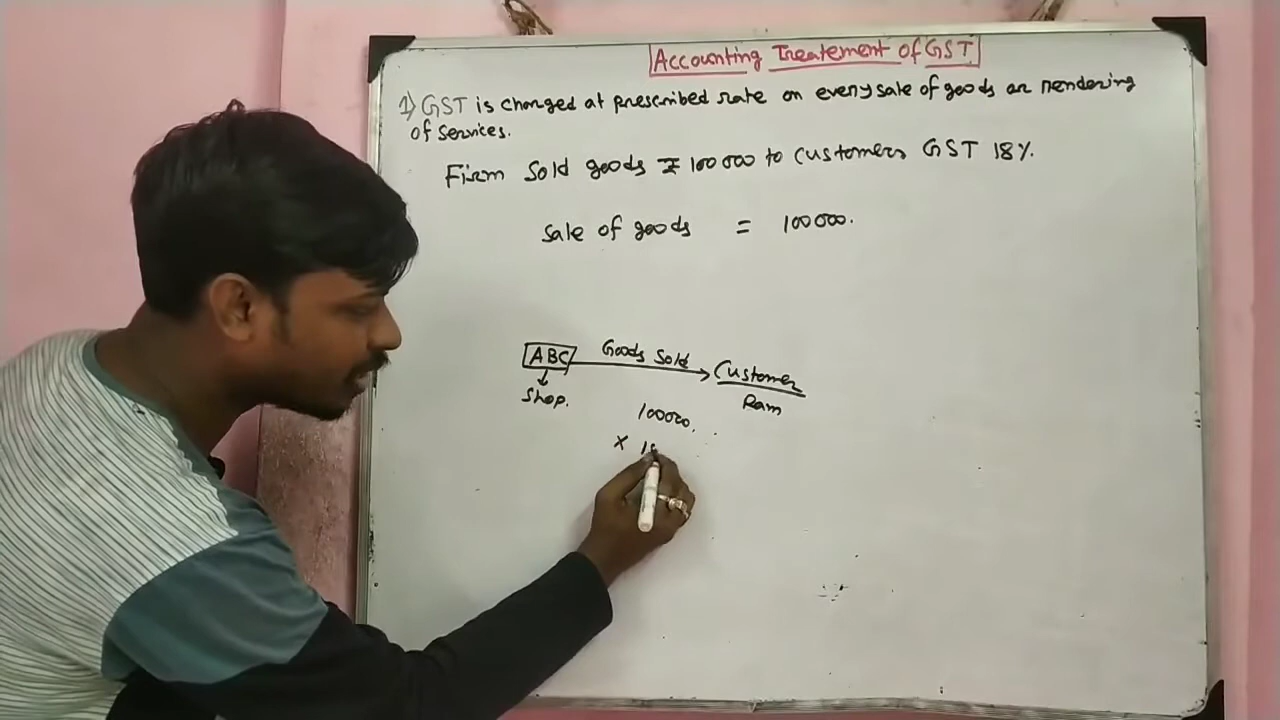 Accounting Treatement of GST
1) GST is charged at prescribed rate on every sale of goods or rendering
of services.
Firm Sold goods ₹ 100000 to customers GST 18%.
Sale of goods = 100000.
ABC Goods Sold Customer
Shop. Ram
100000.
x 18